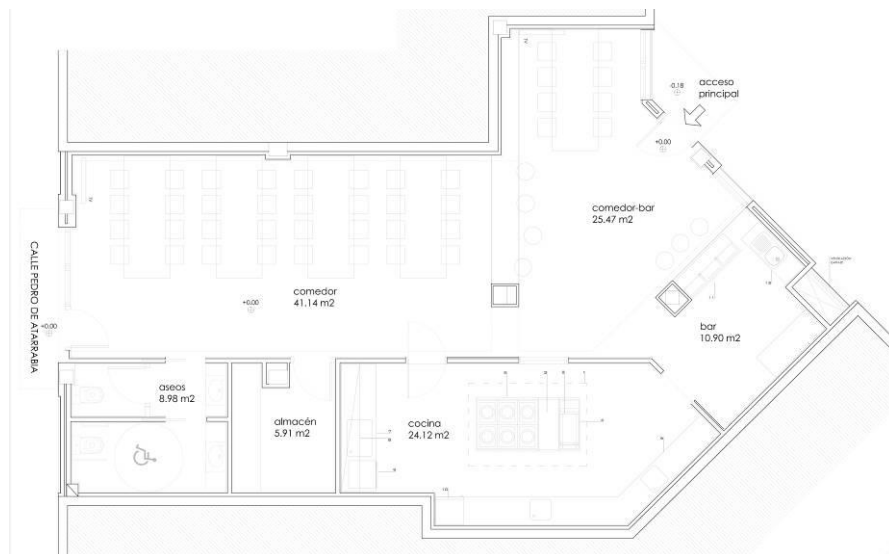 -0.18
acceso
principal
+0.00
comedor-bar
25.47 m2
CALLE PEDRO DE ATARRABIA
comedor
41.14 m2
+0.00
+0.00
bar
10.90 m2
aseos
8.98 m2
almacén
5.91 m2
cocina
24.12 m2